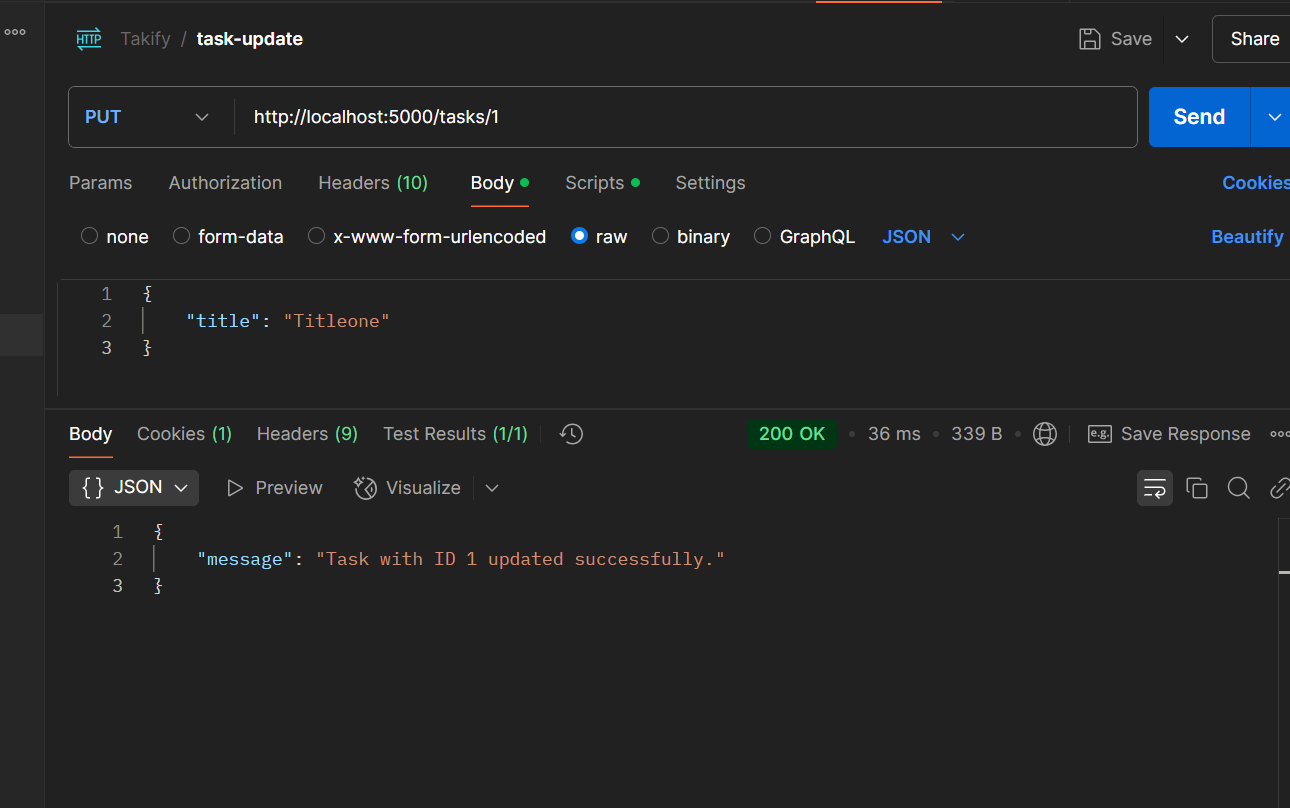 HTTP Takify / task-update Save Share
PUT http://localhost:5000/tasks/1 Send
Params Authorization Headers (10) Body Scripts Settings Cookies
none form-data x-www-form-urlencoded raw binary GraphQL JSON Beautify
1 {
2 "title": "Titleone"
3 }
Body Cookies (1) Headers (9) Test Results (1/1) 200 OK 36 ms 339 B e.g. Save Response
{} JSON Preview Visualize
1 {
2 "message": "Task with ID 1 updated successfully."
3 }